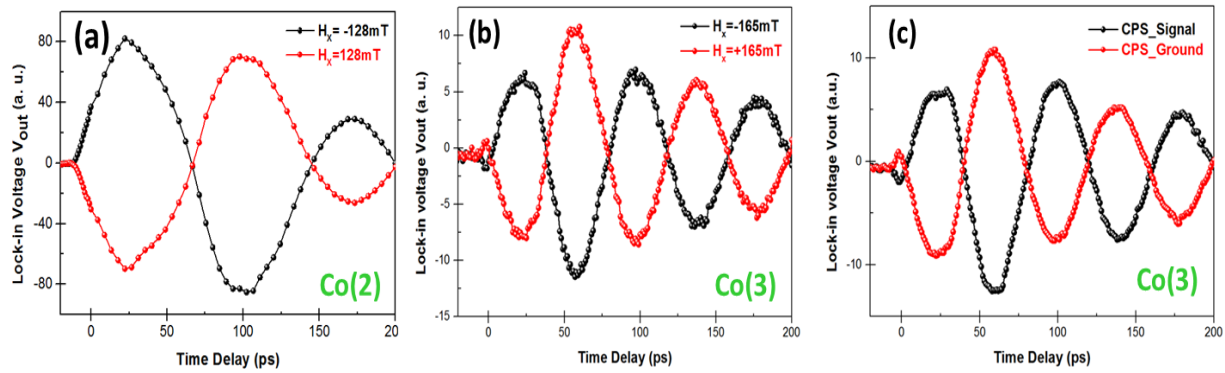 (a)
H_X= -128mT
H_X=128mT
80
40
0
-40
-80
0
50
100
150
200
Lock-in Voltage V_Out (a. u.)
Time Delay (ps)
Co(2)
(b)
H_X=-165mT
H_X=+165mT
15
10
5
0
-5
-10
-15
0
50
100
150
200
Lock-in voltage Vout (a. u.)
Time Delay (ps)
Co(3)
(c)
CPS_Signal
CPS_Ground
10
0
-10
0
50
100
150
200
Lock-in voltage Vout (a.u.)
Time Delay (ps)
Co(3)